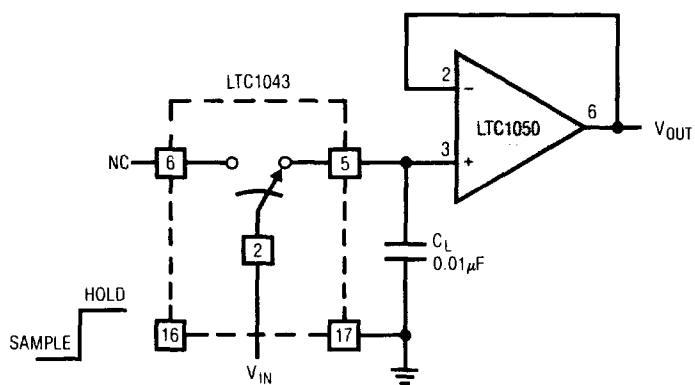 LTC1043
2
−
LTC1050
6
VOUT
NC
6
5
3
+
2
CL
0.01µF
HOLD
SAMPLE
16
17
VIN